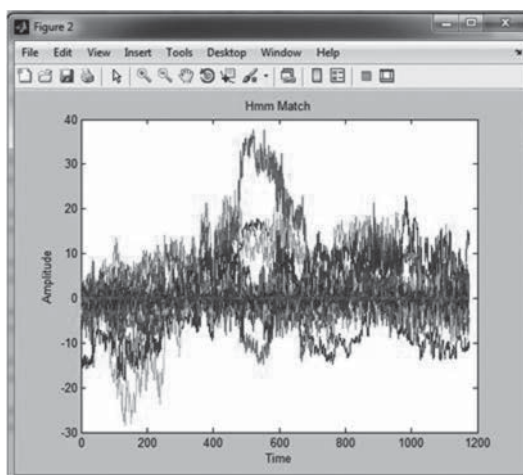 Figure 2
File Edit View Insert Tools Desktop Window Help
Hmm Match
40
30
20
10
0
-10
-20
-30
Amplitude
0 200 400 600 800 1000 1200
Time